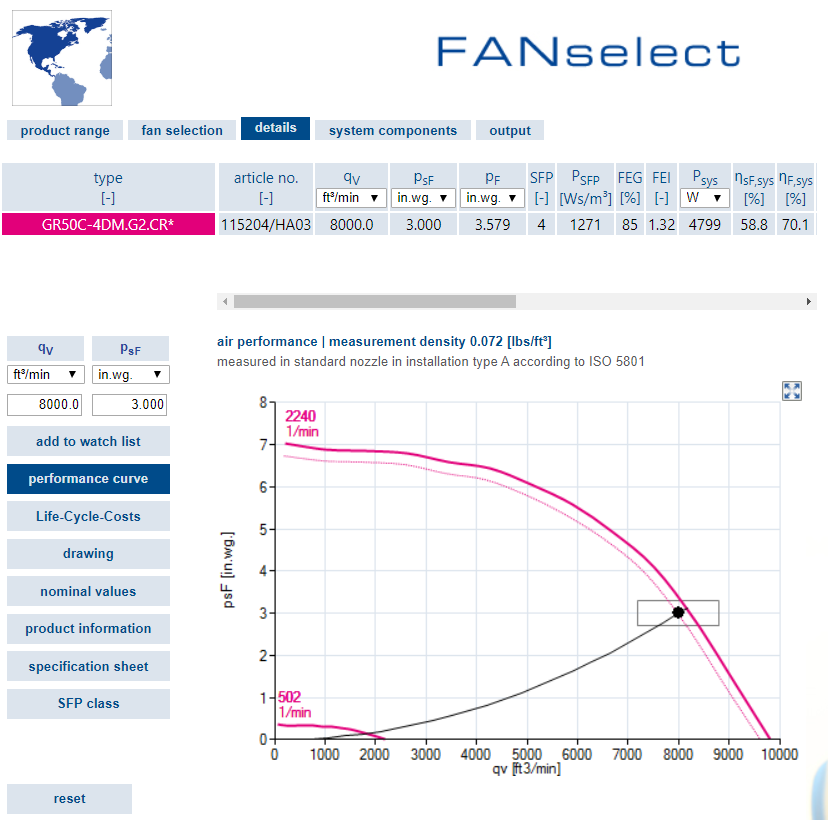 FANselect
product range
fan selection
details
system components
output
type
[-]
article no.
[-]
qV
ft³/min ▼
psF
in.wg. ▼
pF
in.wg. ▼
SFP
[-]
PSFP
[Ws/m³]
FEG
[%]
FEI
[-]
Psys
W ▼
ηsF,sys
[%]
ηF,sys
[%]
GR50C-4DM.G2.CR* 115204/HA03 8000.0 3.000 3.579 4 1271 85 1.32 4799 58.8 70.1
qV psF
ft³/min ▼ in.wg. ▼
8000.0 3.000
add to watch list
performance curve
Life-Cycle-Costs
drawing
nominal values
product information
specification sheet
SFP class
reset
air performance | measurement density 0.072 [lbs/ft³]
measured in standard nozzle in installation type A according to ISO 5801
psF [in.wg.]
8
7
6
5
4
3
2
1
0
2240
1/min
502
1/min
0 1000 2000 3000 4000 5000 6000 7000 8000 9000 10000
qv [ft3/min]